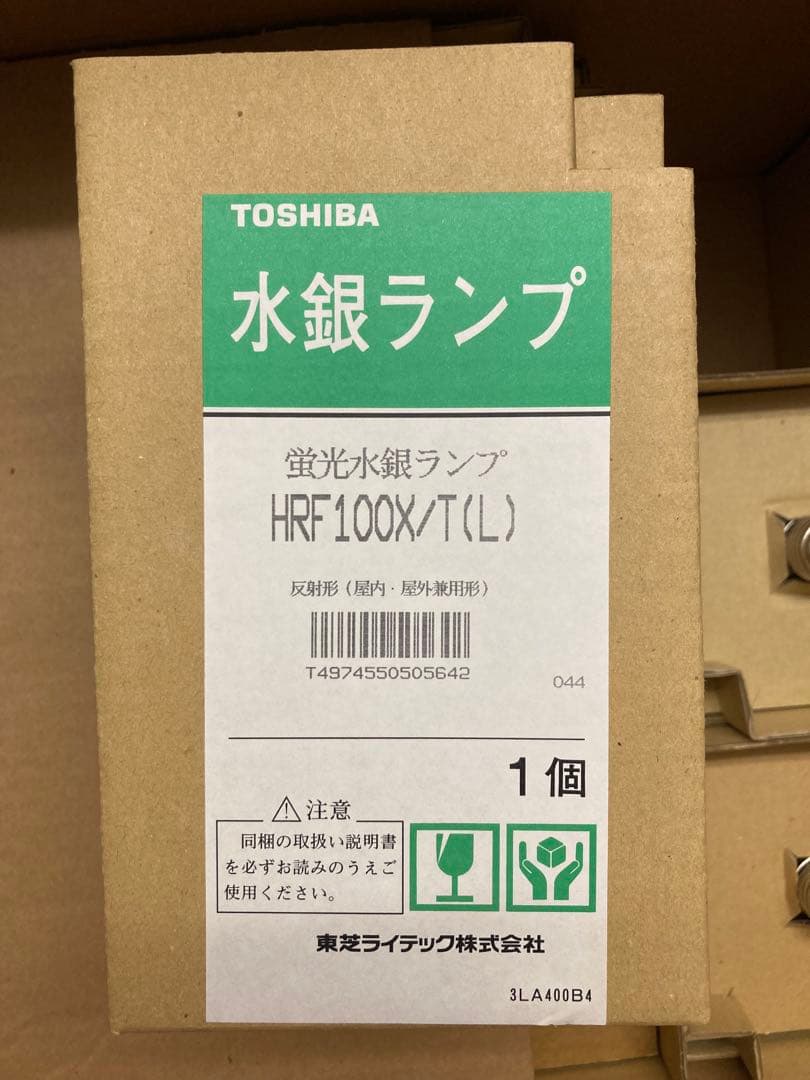 TOSHIBA
水銀ランプ
蛍光水銀ランプ
HRF100X/T(L)
反射形(屋内・屋外兼用形)
T4974550505642
044
1個
注意
同梱の取扱い説明書
を必ずお読みのうえご
使用ください。
東芝ライテック株式会社
3LA400B4